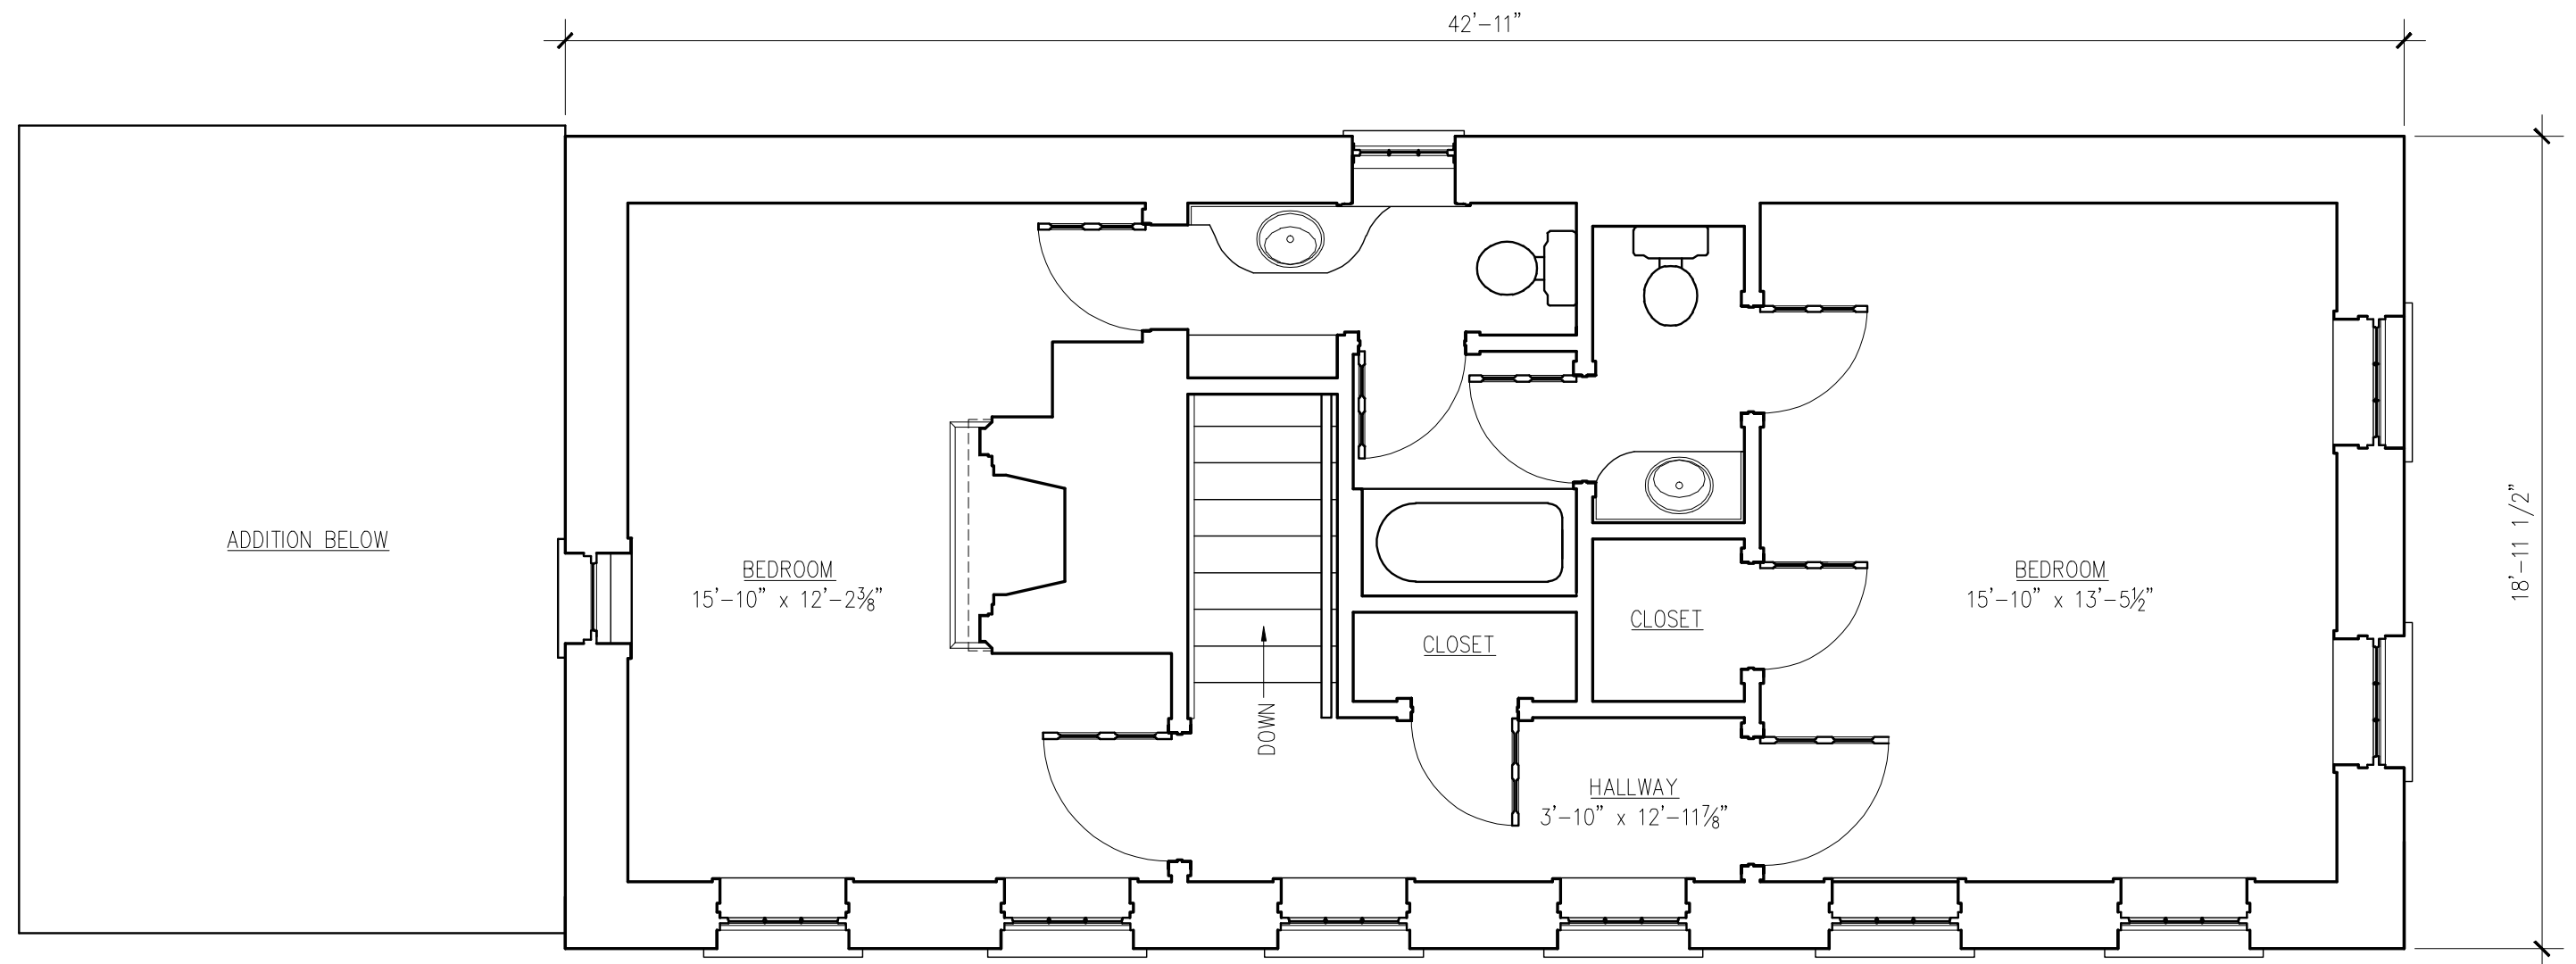 42'-11"
ADDITION BELOW
BEDROOM
15'-10" x 12'-2⅜"
DOWN
CLOSET
CLOSET
HALLWAY
3'-10" x 12'-11⅞"
BEDROOM
15'-10" x 13'-5½"
18'-11 1/2"